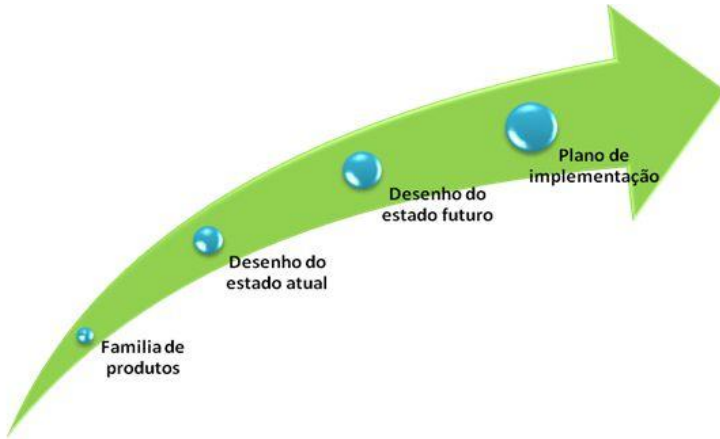 Familia de
produtos
Desenho do
estado atual
Desenho do
estado futuro
Plano de
implementação